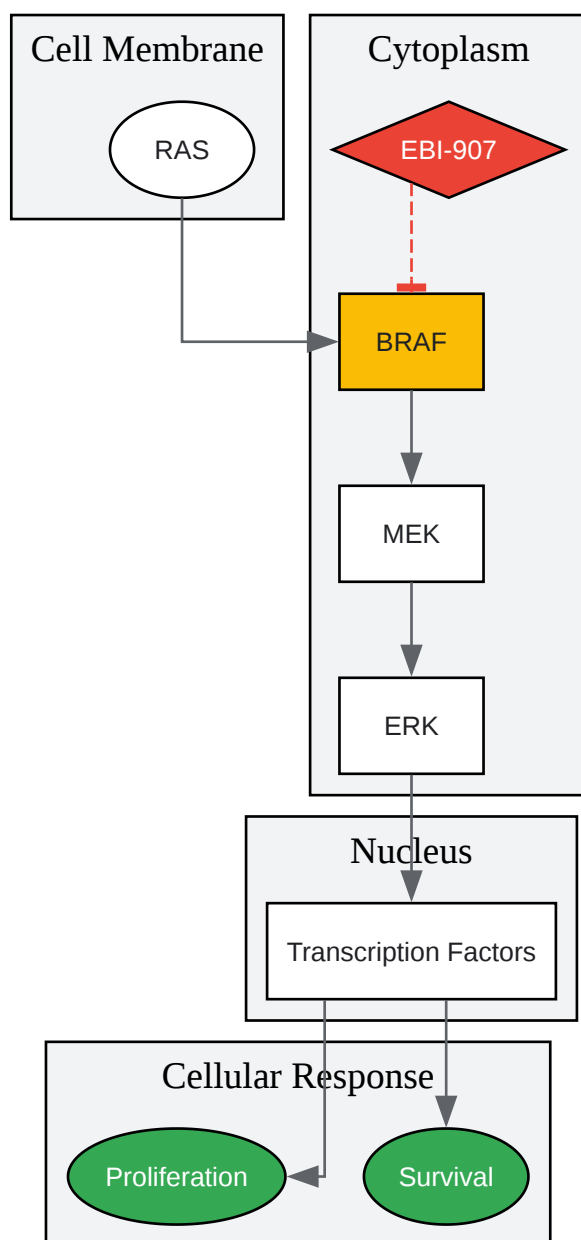 Cell Membrane
Cytoplasm
RAS
EBI-907
BRAF
MEK
ERK
Nucleus
Transcription Factors
Cellular Response
Proliferation
Survival